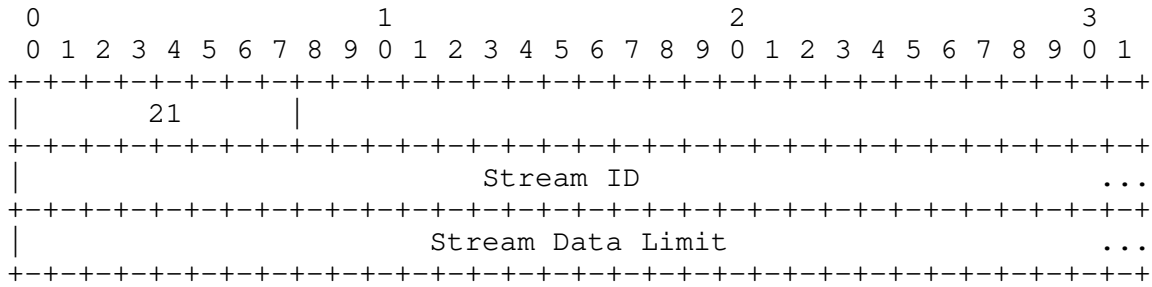 0                   1                   2                   3
 0 1 2 3 4 5 6 7 8 9 0 1 2 3 4 5 6 7 8 9 0 1 2 3 4 5 6 7 8 9 0 1
+-+-+-+-+-+-+-+-+-+-+-+-+-+-+-+-+-+-+-+-+-+-+-+-+-+-+-+-+-+-+-+-+
|       21      |
+-+-+-+-+-+-+-+-+-+-+-+-+-+-+-+-+-+-+-+-+-+-+-+-+-+-+-+-+-+-+-+-+
|                         Stream ID                          ...
+-+-+-+-+-+-+-+-+-+-+-+-+-+-+-+-+-+-+-+-+-+-+-+-+-+-+-+-+-+-+-+-+
|                      Stream Data Limit                     ...
+-+-+-+-+-+-+-+-+-+-+-+-+-+-+-+-+-+-+-+-+-+-+-+-+-+-+-+-+-+-+-+-+